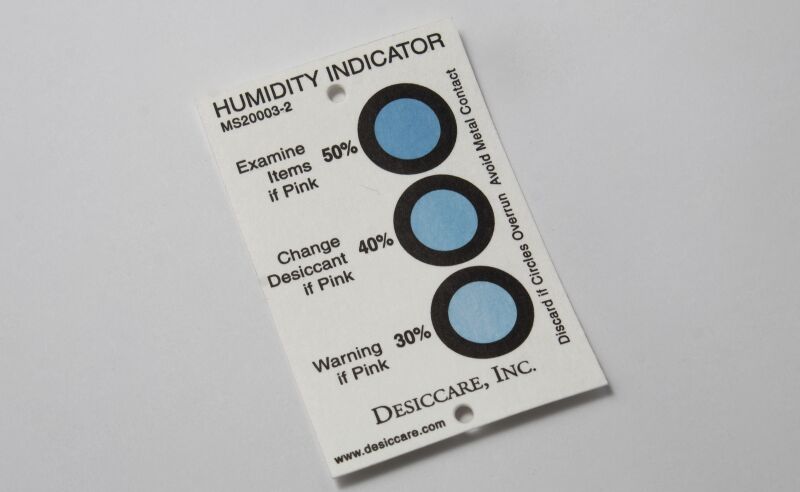 HUMIDITY INDICATOR
MS20003-2
Examine
Items
if Pink
50%
Change
Desiccant
if Pink
40%
Warning
if Pink
30%
Discard if Circles Overrun Avoid Metal Contact
DESICCARE, INC.
www.desiccare.com